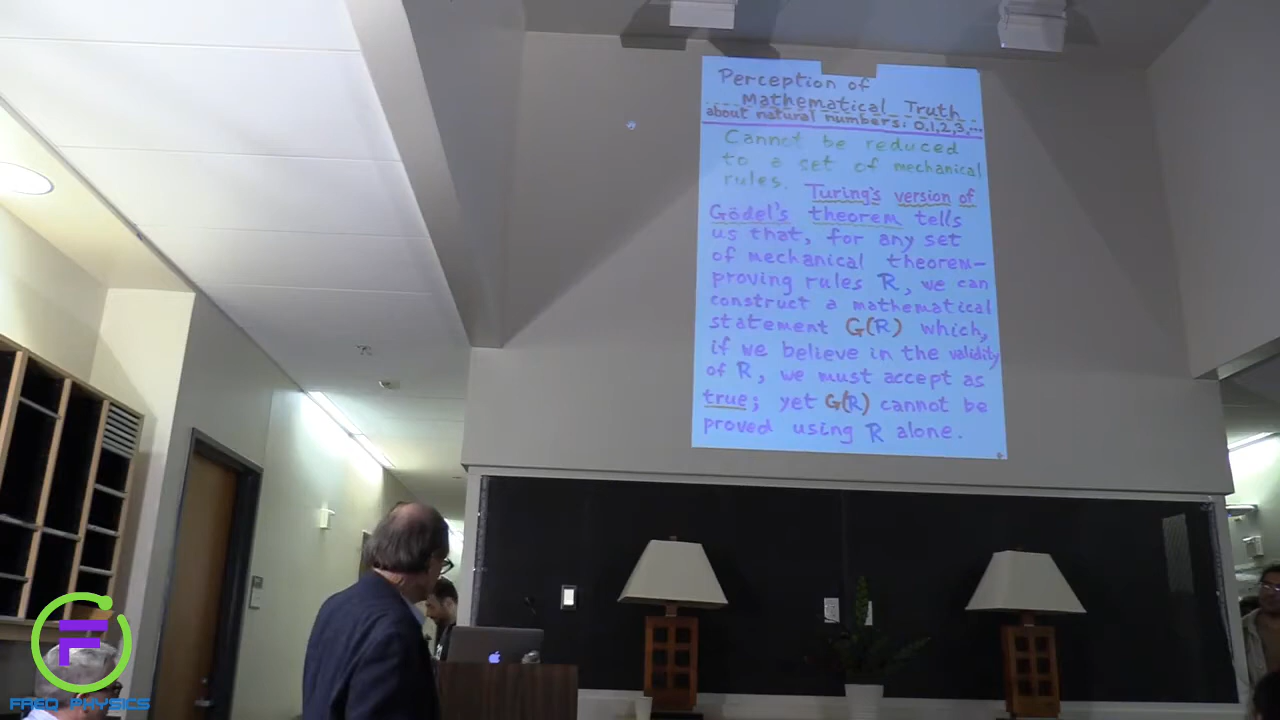 Perception of
Mathematical Truth
about natural numbers: 0,1,2,3,...
Cannot be reduced
to a set of mechanical
rules. Turing's version of
Gödel's theorem tells
us that, for any set
of mechanical theorem-
proving rules R, we can
construct a mathematical
statement G(R) which,
if we believe in the validity
of R, we must accept as
true; yet G(R) cannot be
proved using R alone.
F
FREQ PHYSICS